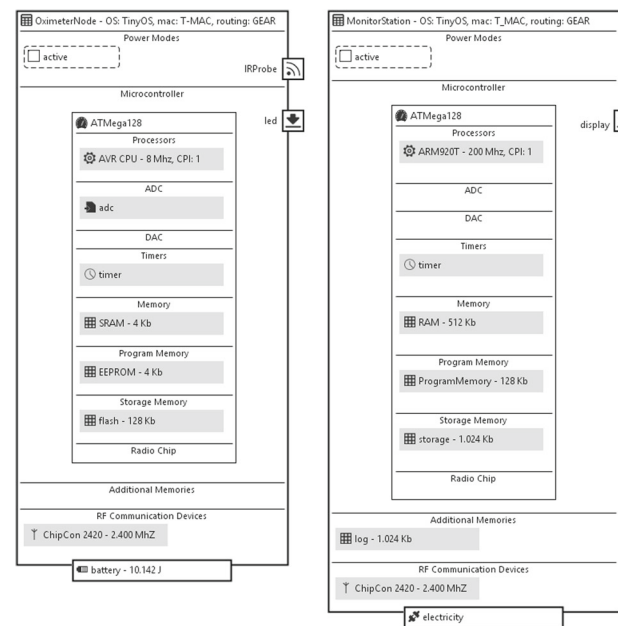 OximeterNode - OS: TinyOS, mac: T-MAC, routing: GEAR
Power Modes
active
IRProbe
Microcontroller
led
ATMega128
Processors
AVR CPU - 8 Mhz, CPI: 1
ADC
adc
DAC
Timers
timer
Memory
SRAM - 4 Kb
Program Memory
EEPROM - 4 Kb
Storage Memory
flash - 128 Kb
Radio Chip
Additional Memories
RF Communication Devices
ChipCon 2420 - 2.400 MhZ
battery - 10.142 J
MonitorStation - OS: TinyOS, mac: T_MAC, routing: GEAR
Power Modes
active
Microcontroller
display
ATMega128
Processors
ARM920T - 200 Mhz, CPI: 1
ADC
DAC
Timers
timer
Memory
RAM - 512 Kb
Program Memory
ProgramMemory - 128 Kb
Storage Memory
storage - 1.024 Kb
Radio Chip
Additional Memories
log - 1.024 Kb
RF Communication Devices
ChipCon 2420 - 2.400 MhZ
electricity